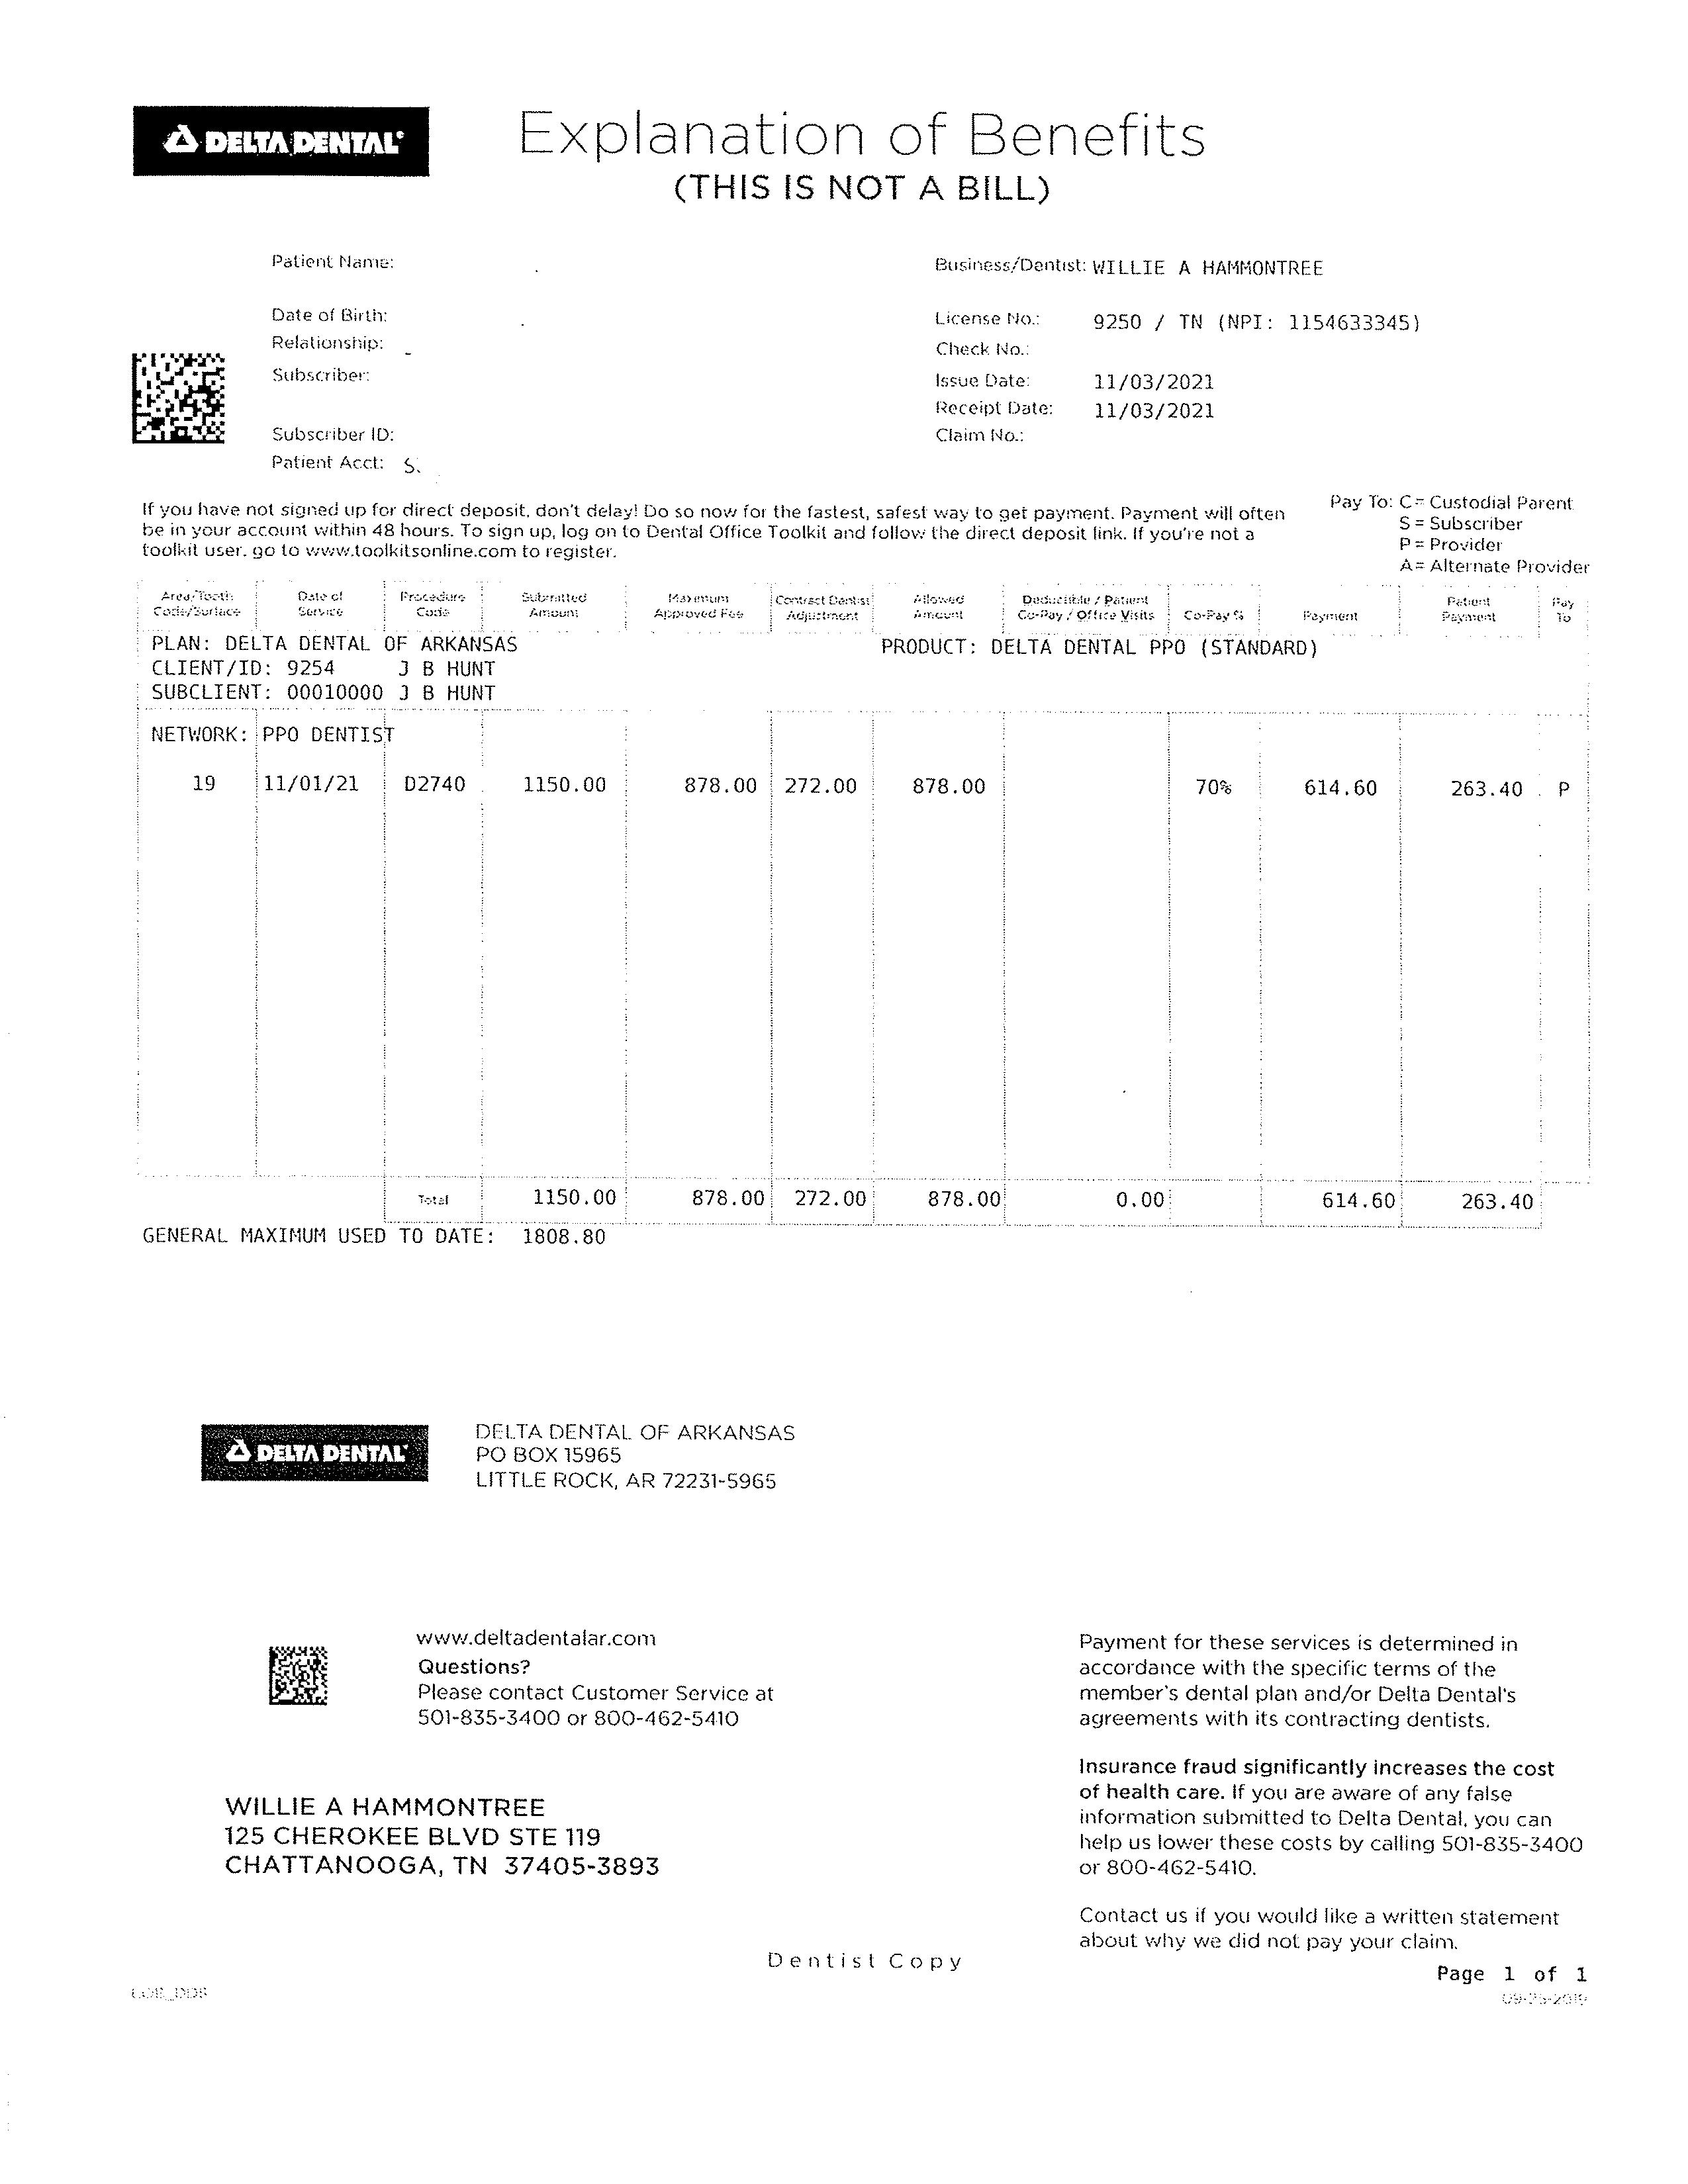 DELTA DENTAL
Explanation of Benefits
(THIS IS NOT A BILL)
Patient Name:
Business/Dentist: WILLIE A HAMMONTREE
Date of Birth:
License No.: 9250 / TN (NPI: 1154633345)
Relationship:
Check No.:
Subscriber:
Issue Date: 11/03/2021
Receipt Date: 11/03/2021
Subscriber ID:
Claim No.:
Patient Acct: S.
If you have not signed up for direct deposit, don't delay! Do so now for the fastest, safest way to get payment. Payment will often
be in your account within 48 hours. To sign up, log on to Dental Office Toolkit and follow the direct deposit link. If you're not a
toolkit user, go to www.toolkitsonline.com to register.
Pay To: C = Custodial Parent
S = Subscriber
P = Provider
A = Alternate Provider
Area/Tooth Date of Procedure Submitted Maximum Contract Dentist Allowed Deductible / Patient Co-Pay % Payment Patient Pay
Code/Surface Service Code Amount Approved Fee Adjustment Amount Co-Pay / Office Visits Payment To
PLAN: DELTA DENTAL OF ARKANSAS PRODUCT: DELTA DENTAL PPO (STANDARD)
CLIENT/ID: 9254 J B HUNT
SUBCLIENT: 00010000 J B HUNT
NETWORK: PPO DENTIST
19 11/01/21 D2740 1150.00 878.00 272.00 878.00 70% 614.60 263.40 P
Total 1150.00 878.00 272.00 878.00 0.00 614.60 263.40
GENERAL MAXIMUM USED TO DATE: 1808.80
DELTA DENTAL
DELTA DENTAL OF ARKANSAS
PO BOX 15965
LITTLE ROCK, AR 72231-5965
www.deltadentalar.com
Questions?
Please contact Customer Service at
501-835-3400 or 800-462-5410
WILLIE A HAMMONTREE
125 CHEROKEE BLVD STE 119
CHATTANOOGA, TN 37405-3893
Payment for these services is determined in
accordance with the specific terms of the
member's dental plan and/or Delta Dental's
agreements with its contracting dentists.
Insurance fraud significantly increases the cost
of health care. If you are aware of any false
information submitted to Delta Dental, you can
help us lower these costs by calling 501-835-3400
or 800-462-5410.
Contact us if you would like a written statement
about why we did not pay your claim.
Dentist Copy
Page 1 of 1
EOB_DDS